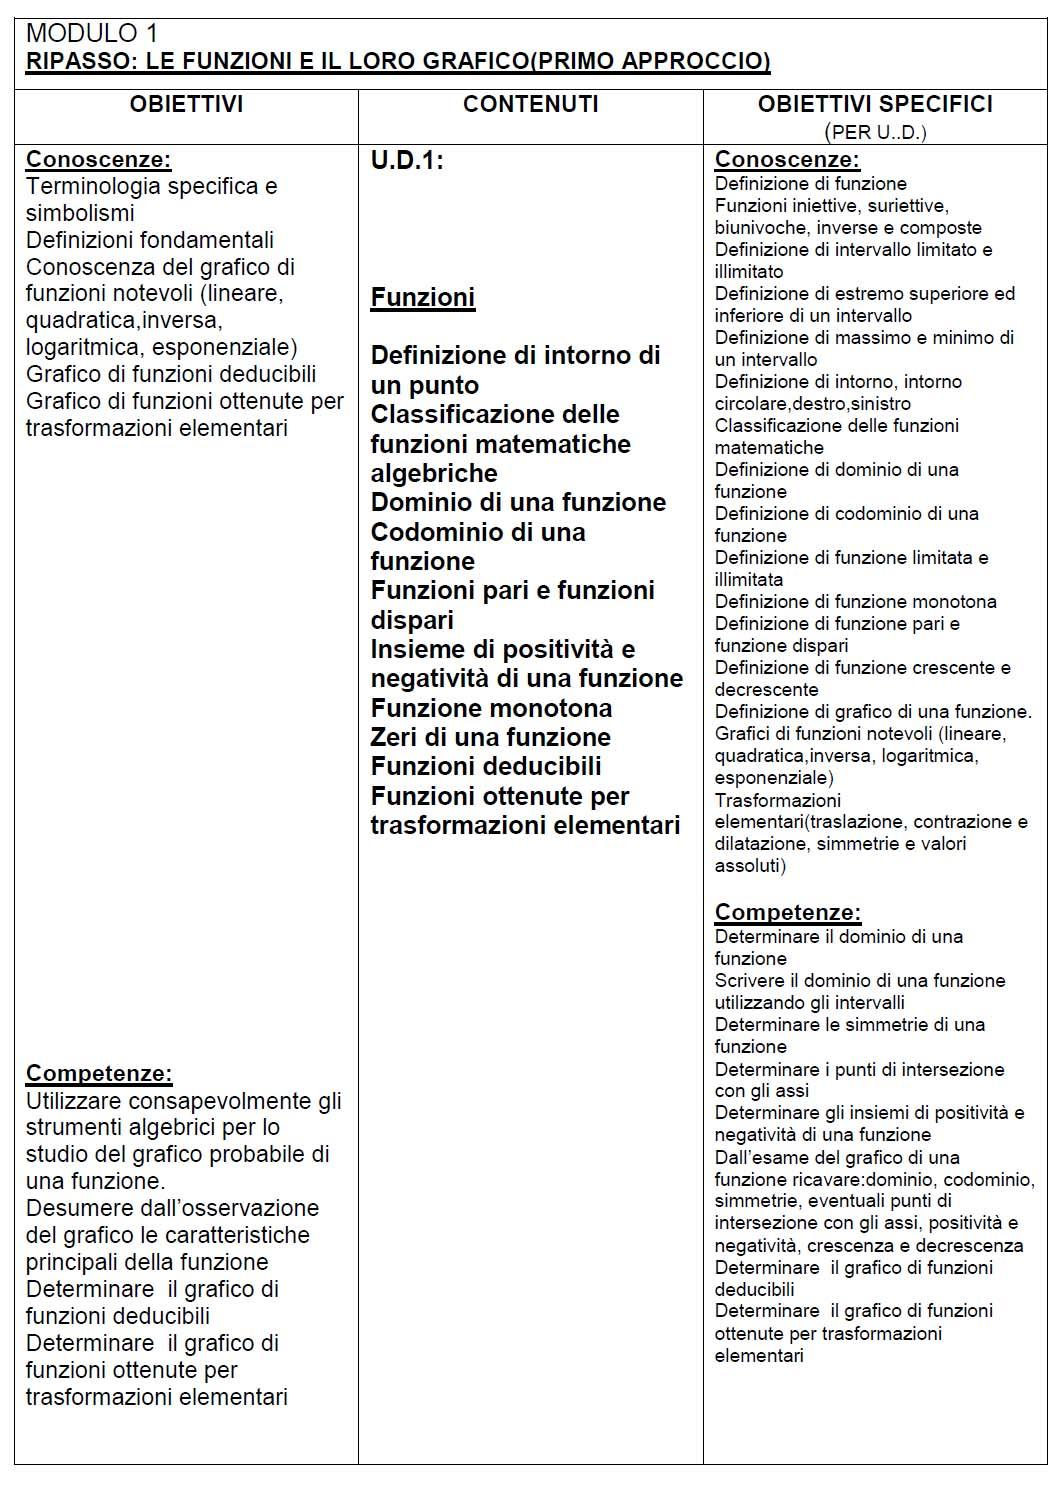 MODULO 1
RIPASSO: LE FUNZIONI E IL LORO GRAFICO(PRIMO APPROCCIO)
OBIETTIVI
CONTENUTI
OBIETTIVI SPECIFICI
(PER U..D.)
Conoscenze:
Terminologia specifica e
simbolismi
Definizioni fondamentali
Conoscenza del grafico di
funzioni notevoli (lineare,
quadratica,inversa,
logaritmica, esponenziale)
Grafico di funzioni deducibili
Grafico di funzioni ottenute per
trasformazioni elementari
Competenze:
Utilizzare consapevolmente gli
strumenti algebrici per lo
studio del grafico probabile di
una funzione.
Desumere dall’osservazione
del grafico le caratteristiche
principali della funzione
Determinare  il grafico di
funzioni deducibili
Determinare  il grafico di
funzioni ottenute per
trasformazioni elementari
U.D.1:
Funzioni
Definizione di intorno di
un punto
Classificazione delle
funzioni matematiche
algebriche
Dominio di una funzione
Codominio di una
funzione
Funzioni pari e funzioni
dispari
Insieme di positività e
negatività di una funzione
Funzione monotona
Zeri di una funzione
Funzioni deducibili
Funzioni ottenute per
trasformazioni elementari
Conoscenze:
Definizione di funzione
Funzioni iniettive, suriettive,
biunivoche, inverse e composte
Definizione di intervallo limitato e
illimitato
Definizione di estremo superiore ed
inferiore di un intervallo
Definizione di massimo e minimo di
un intervallo
Definizione di intorno, intorno
circolare,destro,sinistro
Classificazione delle funzioni
matematiche
Definizione di dominio di una
funzione
Definizione di codominio di una
funzione
Definizione di funzione limitata e
illimitata
Definizione di funzione monotona
Definizione di funzione pari e
funzione dispari
Definizione di funzione crescente e
decrescente
Definizione di grafico di una funzione.
Grafici di funzioni notevoli (lineare,
quadratica,inversa, logaritmica,
esponenziale)
Trasformazioni
elementari(traslazione, contrazione e
dilatazione, simmetrie e valori
assoluti)
Competenze:
Determinare il dominio di una
funzione
Scrivere il dominio di una funzione
utilizzando gli intervalli
Determinare le simmetrie di una
funzione
Determinare i punti di intersezione
con gli assi
Determinare gli insiemi di positività e
negatività di una funzione
Dall’esame del grafico di una
funzione ricavare:dominio, codominio,
simmetrie, eventuali punti di
intersezione con gli assi, positività e
negatività, crescenza e decrescenza
Determinare  il grafico di funzioni
deducibili
Determinare  il grafico di funzioni
ottenute per trasformazioni
elementari